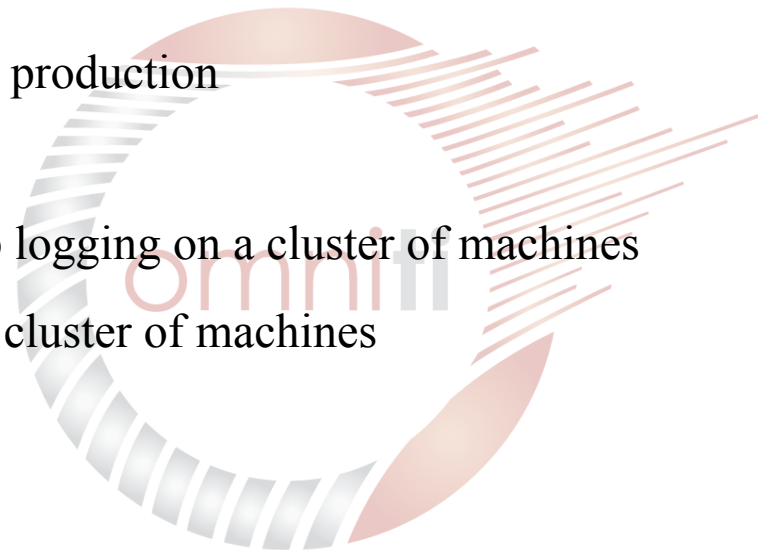 production
logging on a cluster of machines
omniti
cluster of machines